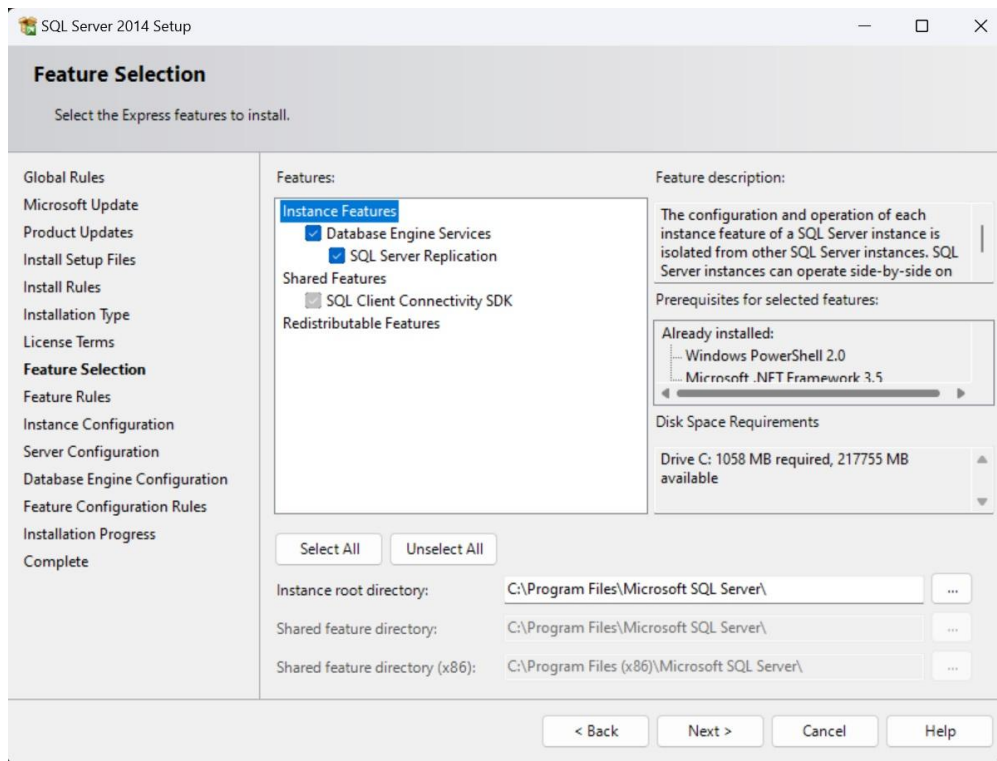 SQL Server 2014 Setup
Feature Selection
Select the Express features to install.
Global Rules
Microsoft Update
Product Updates
Install Setup Files
Install Rules
Installation Type
License Terms
Feature Selection
Feature Rules
Instance Configuration
Server Configuration
Database Engine Configuration
Feature Configuration Rules
Installation Progress
Complete
Features:
Instance Features
Database Engine Services
SQL Server Replication
Shared Features
SQL Client Connectivity SDK
Redistributable Features
Select All
Unselect All
Feature description:
The configuration and operation of each
instance feature of a SQL Server instance is
isolated from other SQL Server instances. SQL
Server instances can operate side-by-side on
Prerequisites for selected features:
Already installed:
Windows PowerShell 2.0
Microsoft .NET Framework 3.5
Disk Space Requirements
Drive C: 1058 MB required, 217755 MB
available
Instance root directory: C:\Program Files\Microsoft SQL Server\ ...
Shared feature directory: C:\Program Files\Microsoft SQL Server\ ...
Shared feature directory (x86): C:\Program Files (x86)\Microsoft SQL Server\ ...
< Back
Next >
Cancel
Help